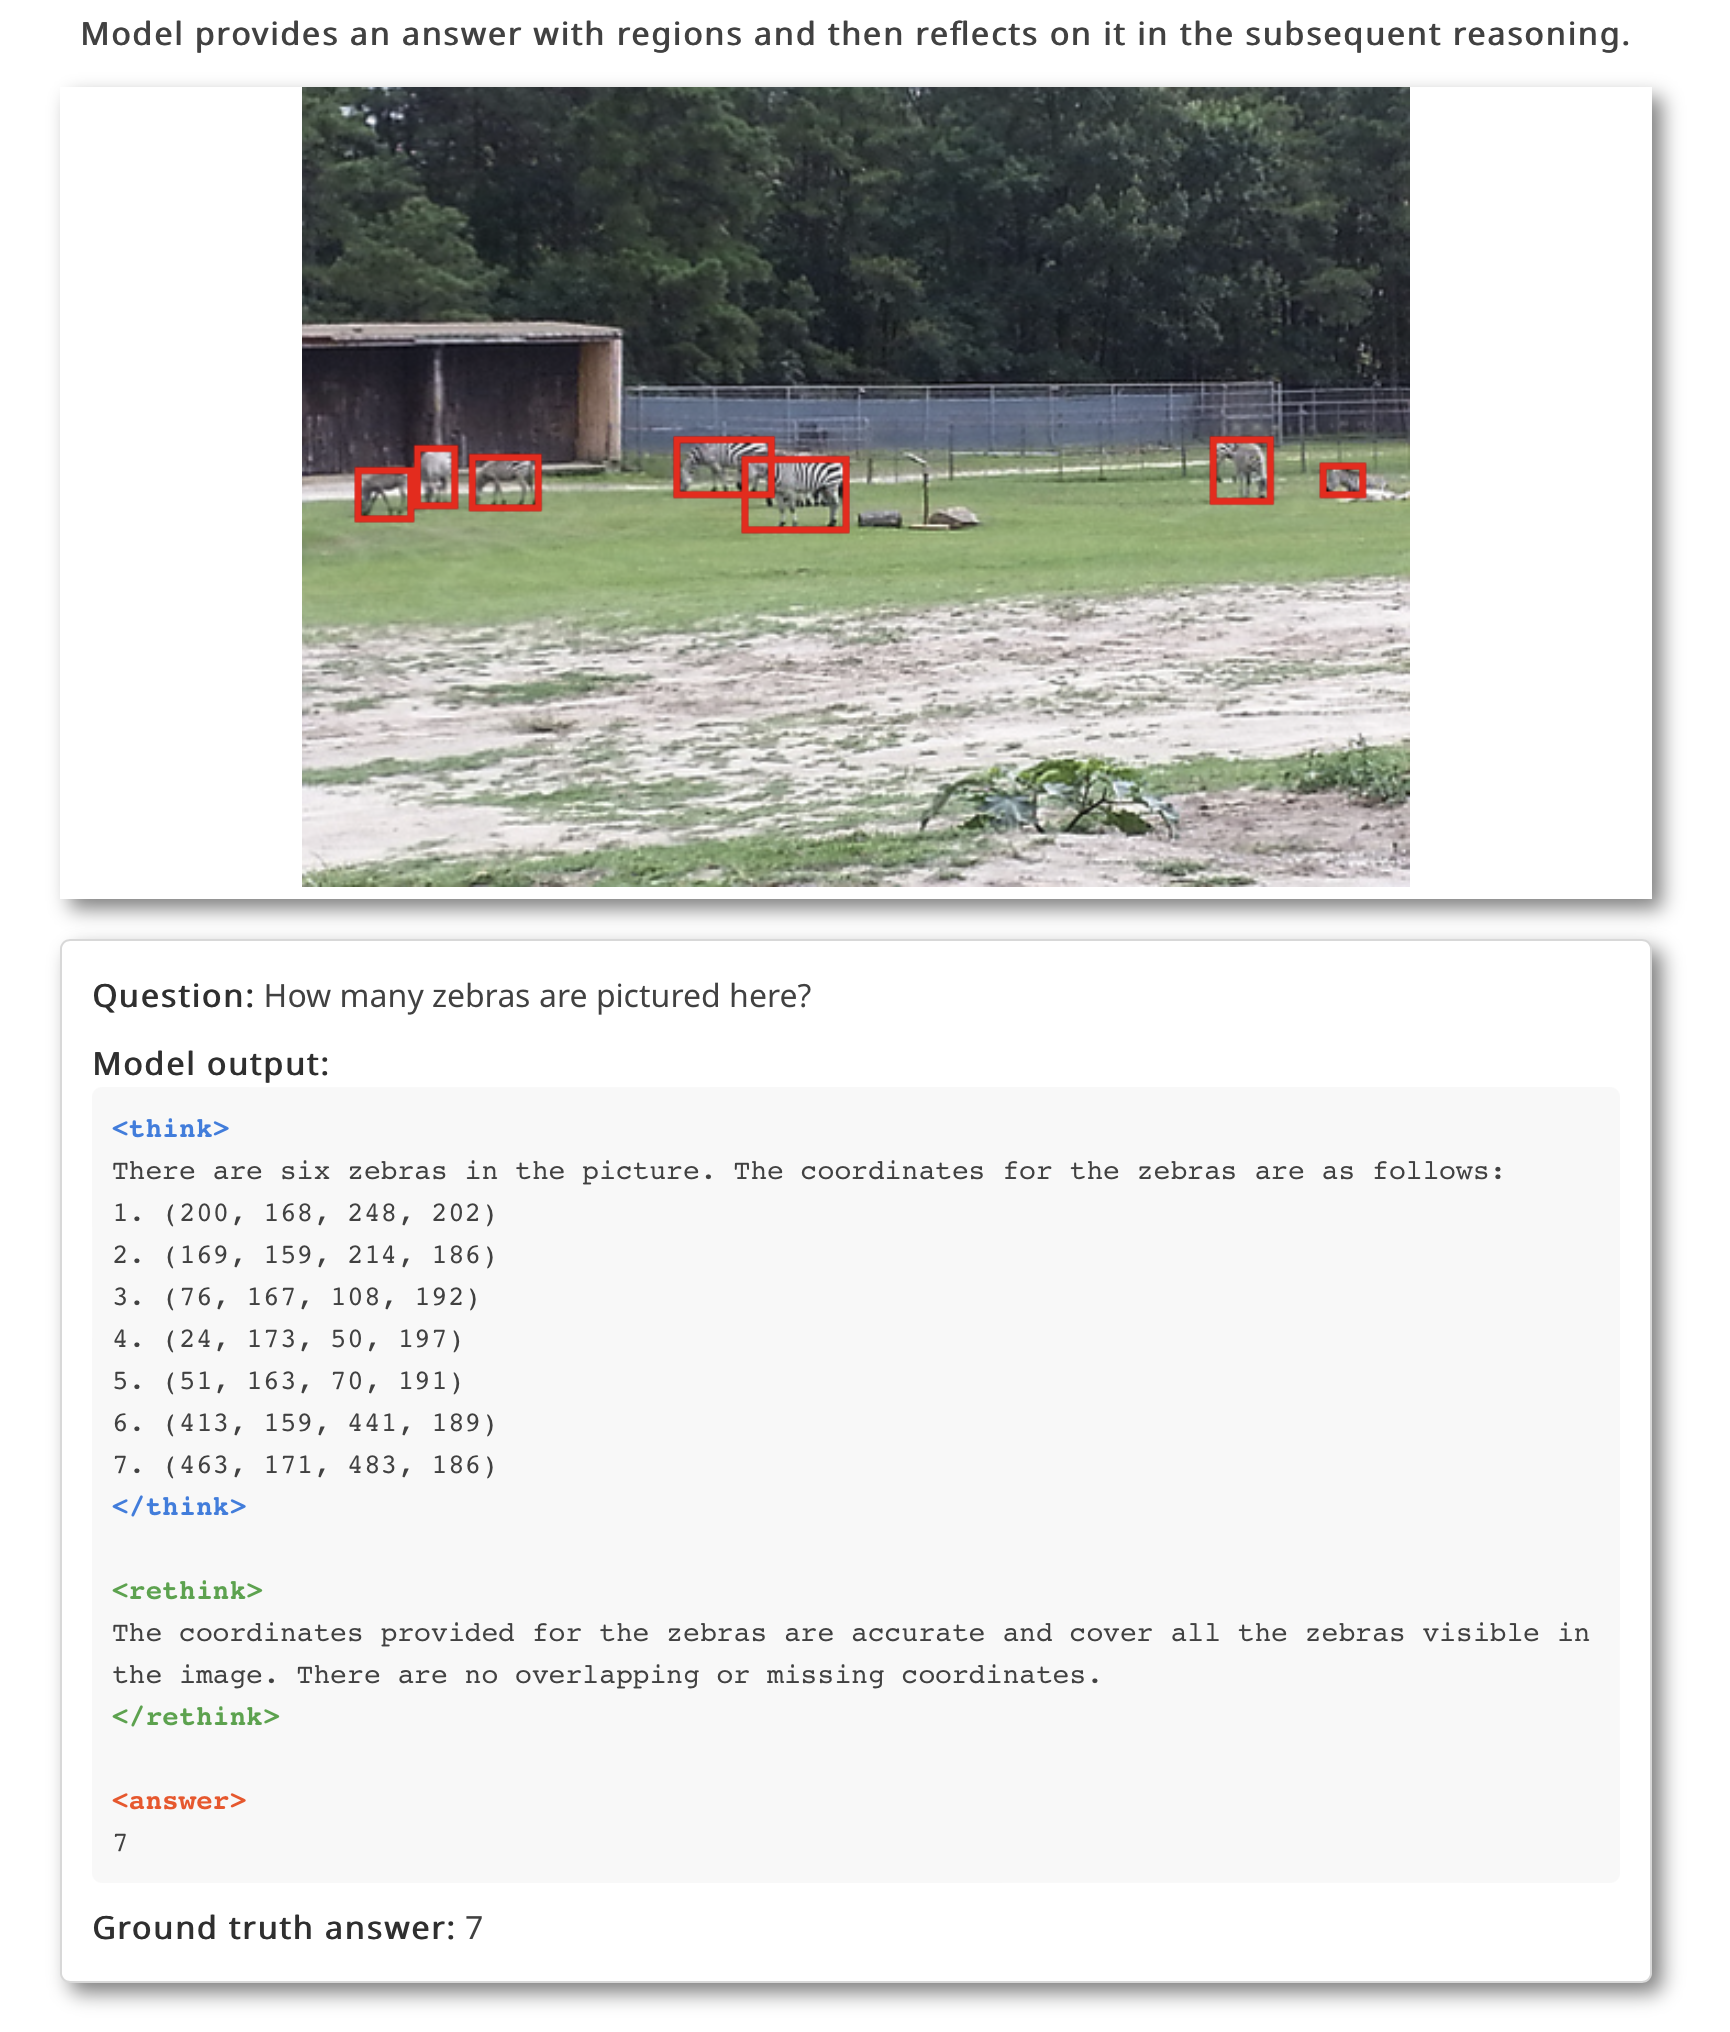 Model provides an answer with regions and then reflects on it in the subsequent reasoning.
Question: How many zebras are pictured here?
Model output:
<think>
There are six zebras in the picture. The coordinates for the zebras are as follows:
1. (200, 168, 248, 202)
2. (169, 159, 214, 186)
3. (76, 167, 108, 192)
4. (24, 173, 50, 197)
5. (51, 163, 70, 191)
6. (413, 159, 441, 189)
7. (463, 171, 483, 186)
</think>
<rethink>
The coordinates provided for the zebras are accurate and cover all the zebras visible in
the image. There are no overlapping or missing coordinates.
</rethink>
<answer>
7
Ground truth answer: 7